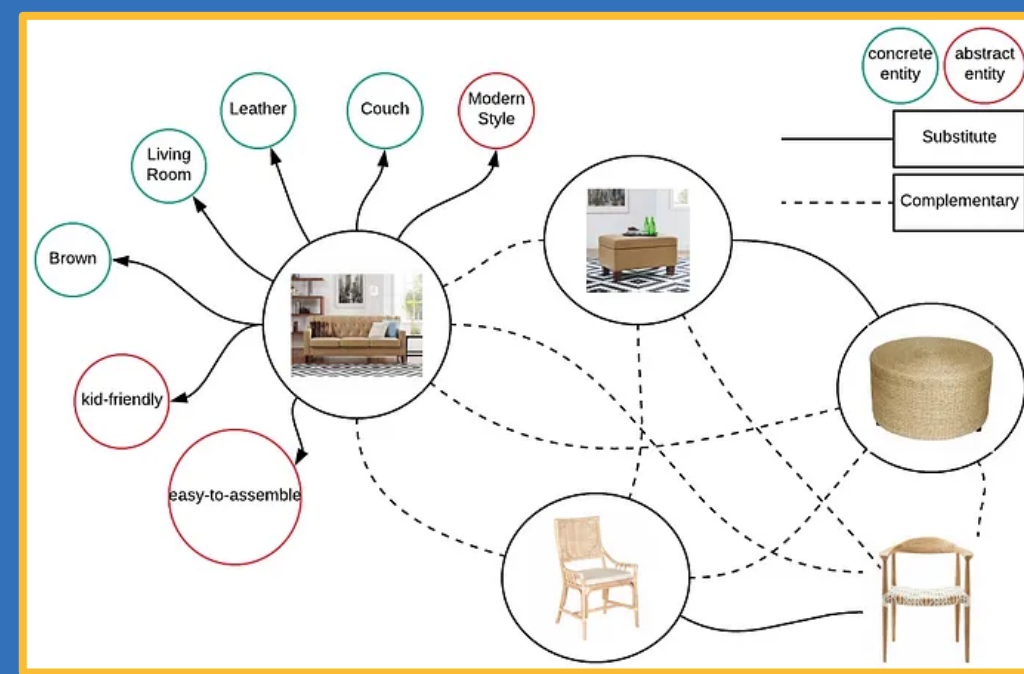 concrete
entity
abstract
entity
Leather
Couch
Modern
Style
Substitute
Living
Room
Complementary
Brown
kid-friendly
easy-to-assemble